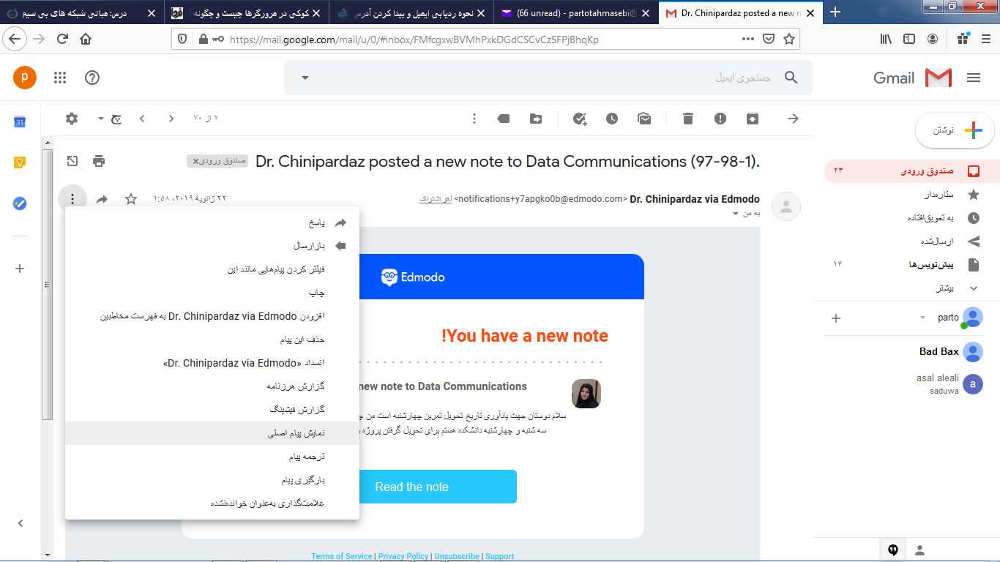 درس: مبانی شبکه های بی سیم
کوکی در مرورگرها چیست و چگونه
نحوه ردیابی ایمیل و پیدا کردن آدرس
(66 unread) - partotahmasebi@
Dr. Chinipardaz posted a new n
https://mail.google.com/mail/u/0/#inbox/FMfcgxwBVMhPxkDGdCSCvCzSFPjBhqKp
p
جستجوی ایمیل
Gmail
31
۷ از ۷۰
نوشتن
صندوق ورودی ۲۳
ستاره‌دار
به تعویق‌افتاده
ارسال‌شده
پیش‌نویس‌ها ۱۴
بیشتر
parto
Bad Bax
asal aleali
saduwa
a
Dr. Chinipardaz posted a new note to Data Communications (97-98-1).
صندوق ورودی ×
Dr. Chinipardaz via Edmodo <notifications+y7apgko0b@edmodo.com> لغو اشتراک
۲۲ ژانویهٔ ۲۰۱۹،‏ ۱:۵۸
به من
پاسخ
بازارسال
فیلتر کردن پیام‌هایی مانند این
چاپ
افزودن Dr. Chinipardaz via Edmodo به فهرست مخاطبین
حذف این پیام
انسداد «Dr. Chinipardaz via Edmodo»
گزارش هرزنامه
گزارش فیشینگ
نمایش پیام اصلی
ترجمه پیام
بارگیری پیام
علامت‌گذاری به‌عنوان خوانده‌نشده
Edmodo
!You have a new note
new note to Data Communications
سلام دوستان جهت یادآوری تاریخ تحویل تمرین چهارشنبه است من
سه شنبه و چهارشنبه دانشکده هستم برای تحویل گرفتن پروژه
Read the note
Terms of Service | Privacy Policy | Unsubscribe | Support